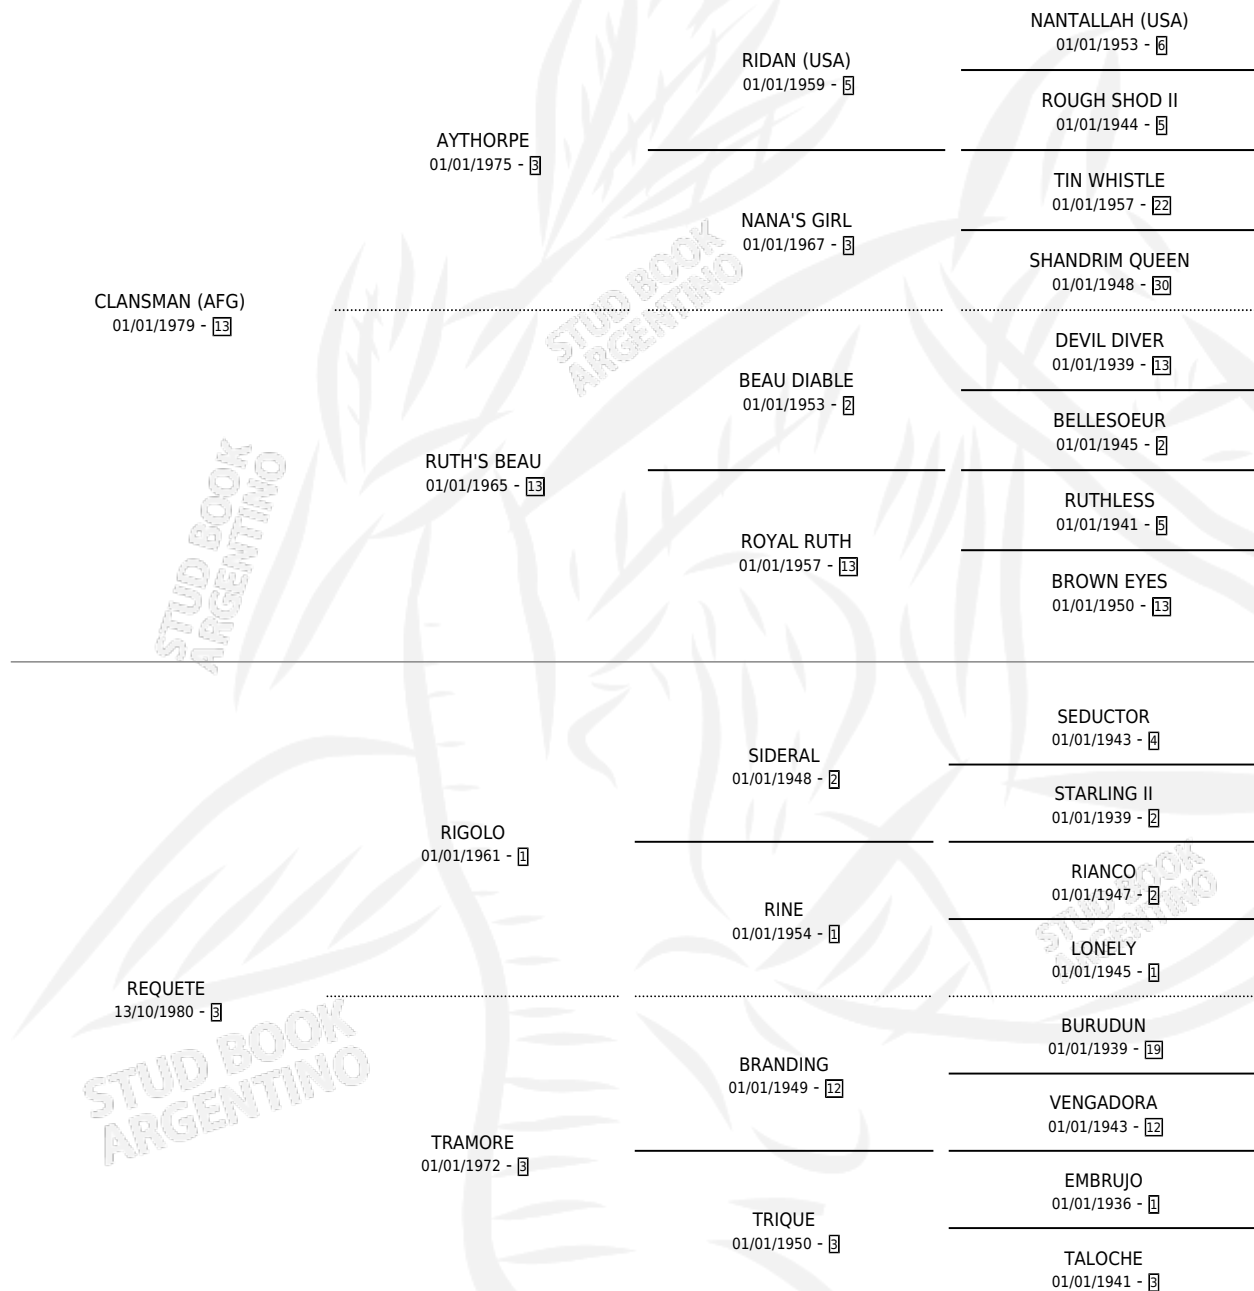 NANTALLAH (USA)
01/01/1953 - 6
RIDAN (USA)
01/01/1959 - 5
ROUGH SHOD II
01/01/1944 - 5
AYTHORPE
01/01/1975 - 3
TIN WHISTLE
01/01/1957 - 22
NANA'S GIRL
01/01/1967 - 3
SHANDRIM QUEEN
01/01/1948 - 30
CLANSMAN (AFG)
01/01/1979 - 13
DEVIL DIVER
01/01/1939 - 13
BEAU DIABLE
01/01/1953 - 2
BELLESOEUR
01/01/1945 - 2
RUTH'S BEAU
01/01/1965 - 13
RUTHLESS
01/01/1941 - 5
ROYAL RUTH
01/01/1957 - 13
BROWN EYES
01/01/1950 - 13
SEDUCTOR
01/01/1943 - 4
SIDERAL
01/01/1948 - 2
STARLING II
01/01/1939 - 2
RIGOLO
01/01/1961 - 1
RIANCO
01/01/1947 - 2
RINE
01/01/1954 - 1
LONELY
01/01/1945 - 1
REQUETE
13/10/1980 - 3
BURUDUN
01/01/1939 - 19
BRANDING
01/01/1949 - 12
VENGADORA
01/01/1943 - 12
TRAMORE
01/01/1972 - 3
EMBRUJO
01/01/1936 - 1
TRIQUE
01/01/1950 - 3
TALOCHE
01/01/1941 - 3
STUD BOOK
ARGENTINO
STUD BOOK
ARGENTINO
STUD BOOK
ARGENTINO
STUD BOOK
ARGENTINO